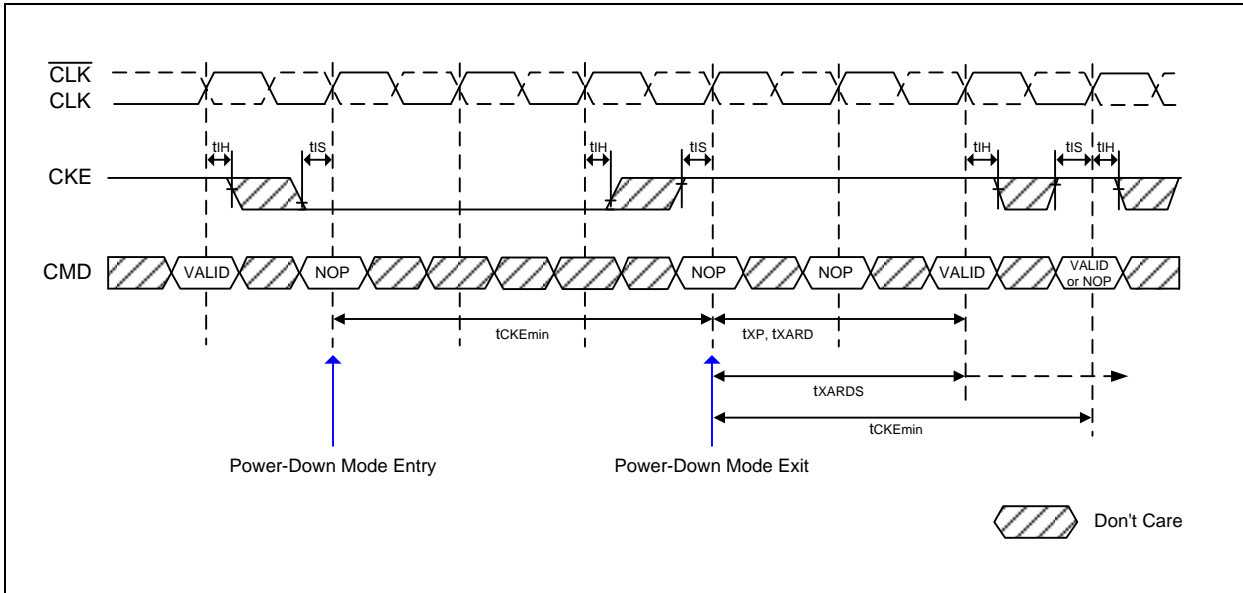 CLK
CLK
tIH tIS tIH tIS tIH tIS tIH
CKE
CMD VALID NOP NOP NOP VALID VALID or NOP
tCKEmin tXP, tXARD
tXARDS
tCKEmin
Power-Down Mode Entry Power-Down Mode Exit
Don't Care